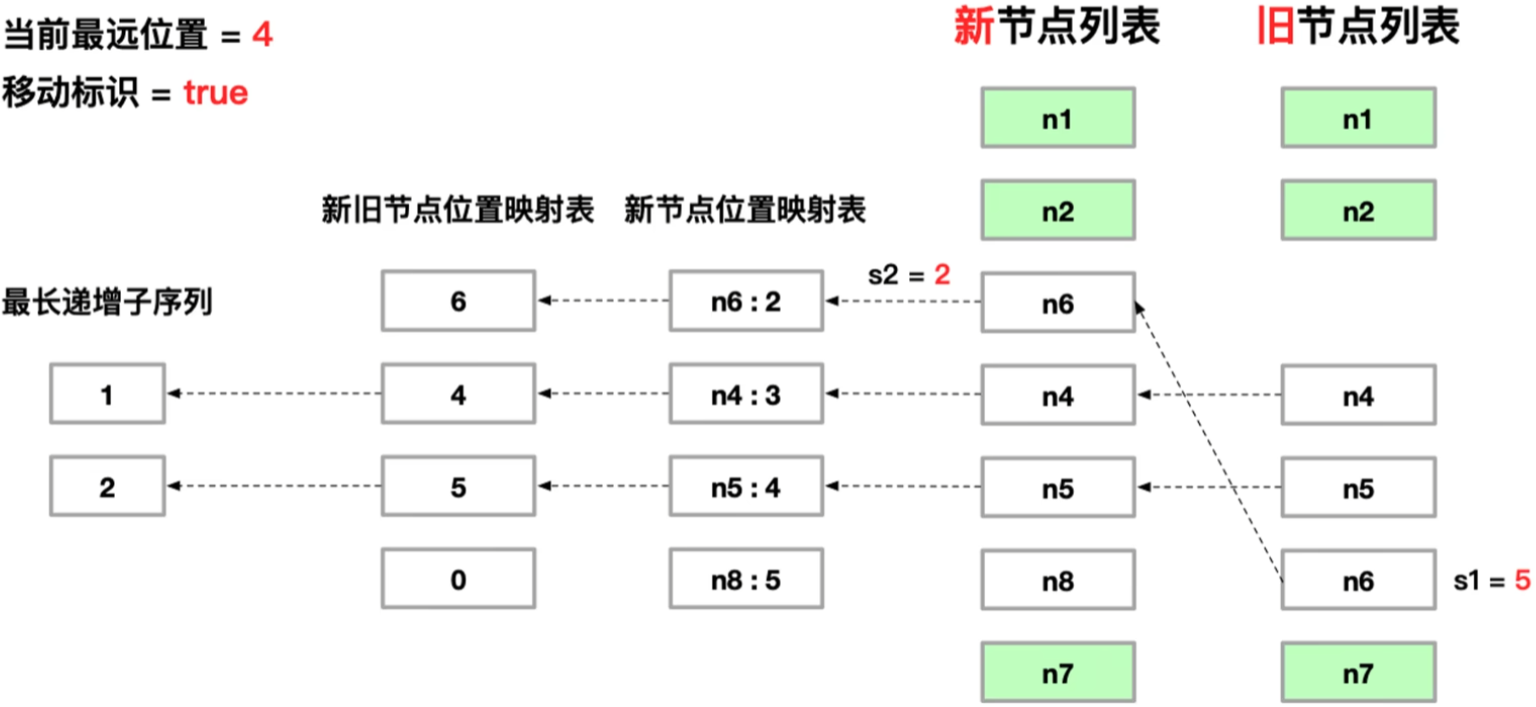 当前最远位置 = 4
移动标识 = true
新节点列表 旧节点列表
n1 n1
新旧节点位置映射表 新节点位置映射表 n2 n2
s2 = 2
最长递增子序列 6 n6 : 2 n6
1 4 n4 : 3 n4 n4
2 5 n5 : 4 n5 n5
0 n8 : 5 n8 n6 s1 = 5
n7 n7